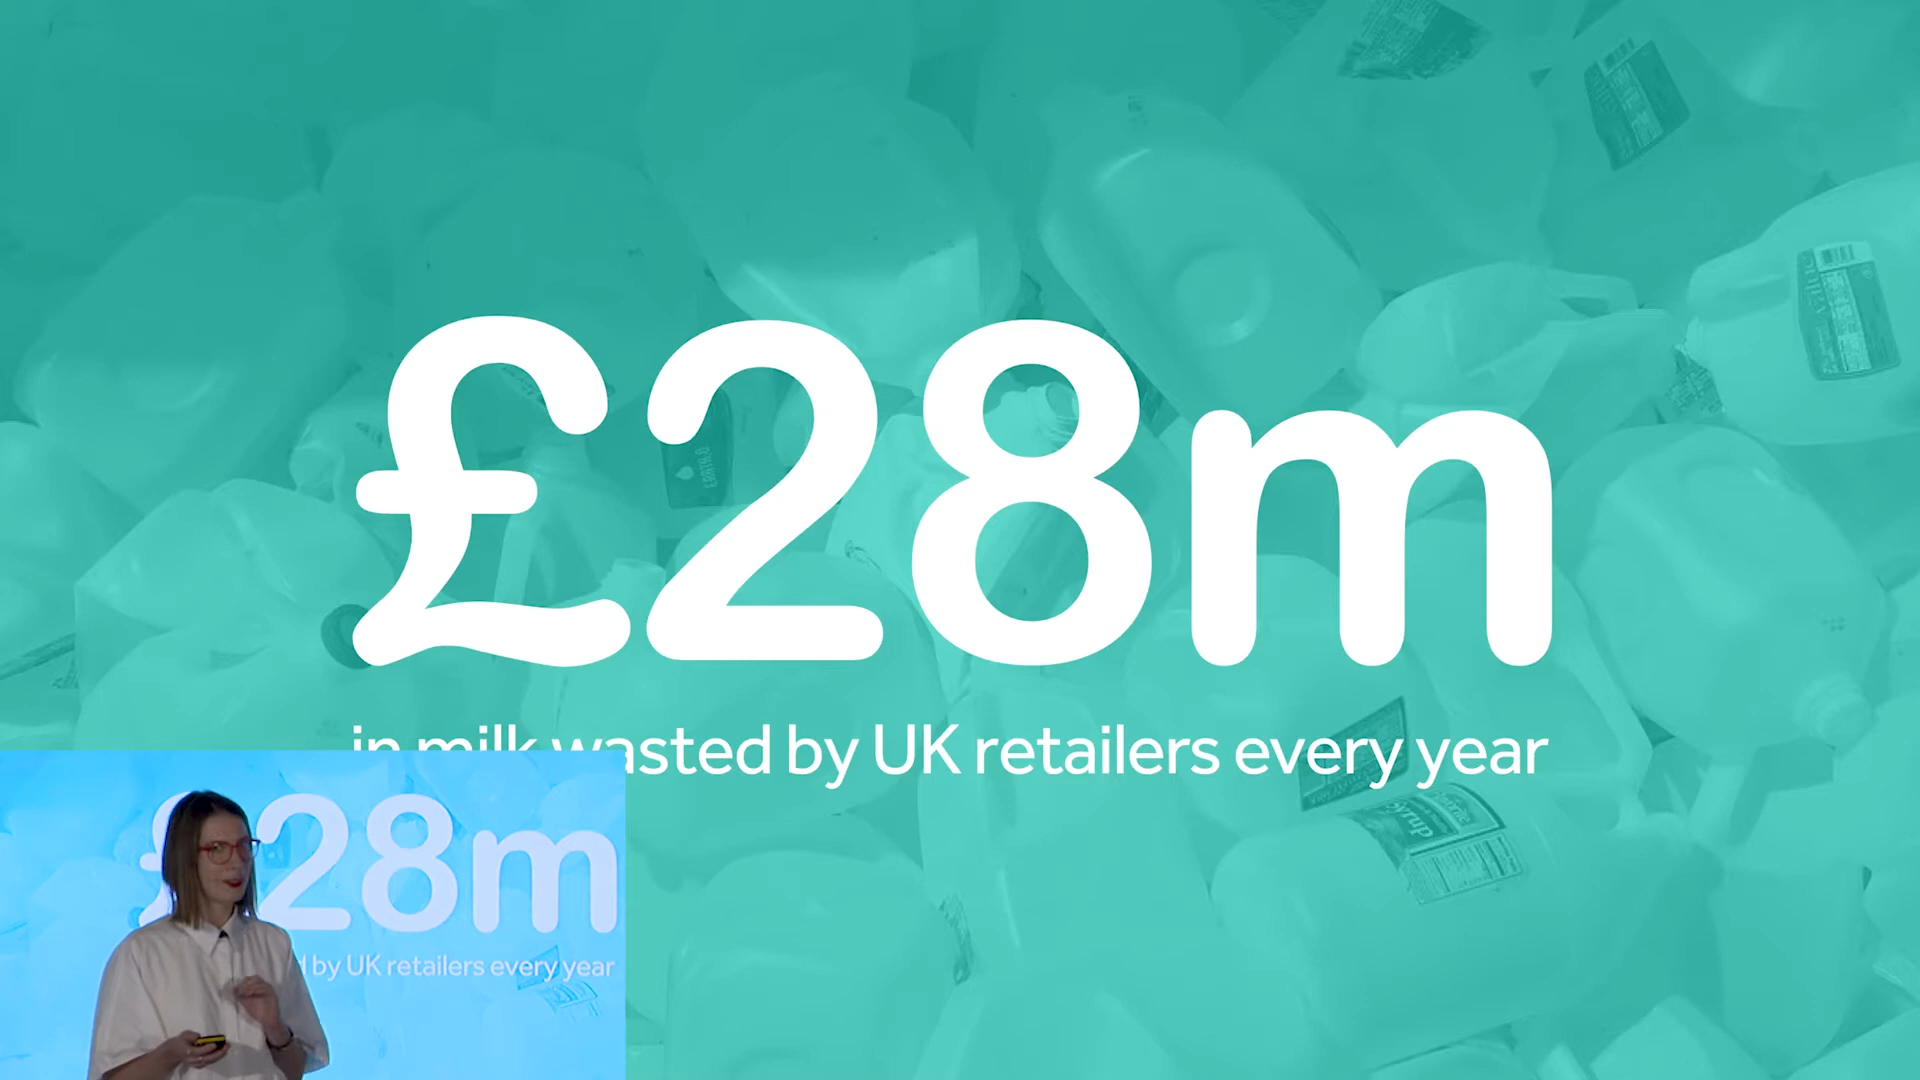 £28m
in milk wasted by UK retailers every year
£28m
by UK retailers every year